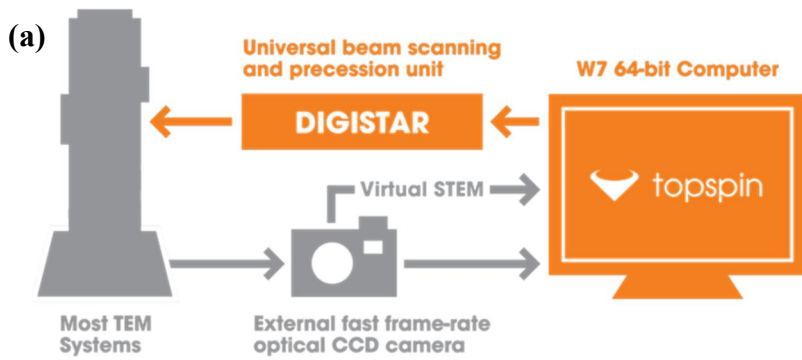 (a)
Universal beam scanning
and precession unit
W7 64-bit Computer
DIGISTAR
Virtual STEM
topspin
Most TEM
Systems
External fast frame-rate
optical CCD camera